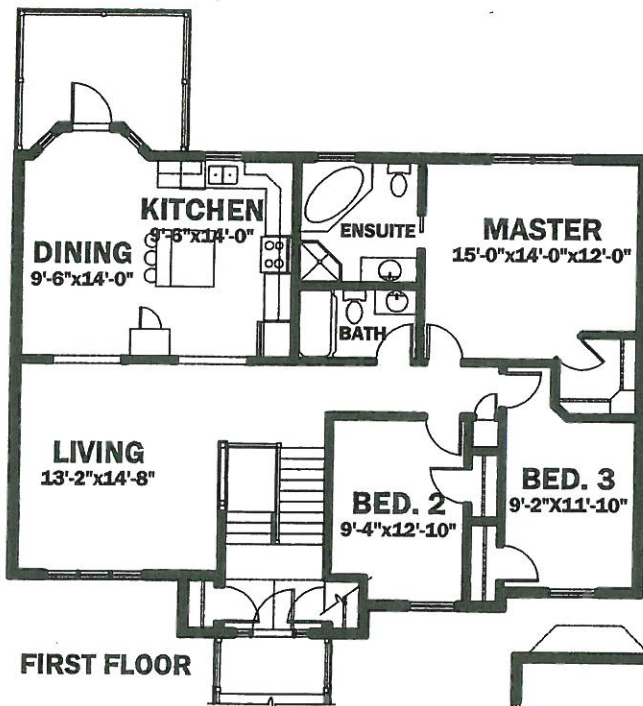 KITCHEN
9'-6"x14'-0"
DINING
9'-6"x14'-0"
ENSUITE
MASTER
15'-0"x14'-0"x12'-0"
BATH
LIVING
13'-2"x14'-8"
BED. 2
9'-4"x12'-10"
BED. 3
9'-2"X11'-10"
FIRST FLOOR